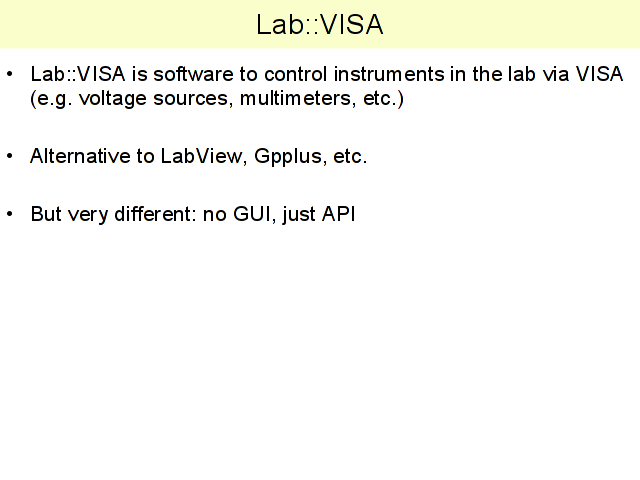 Lab::VISA
• Lab::VISA is software to control instruments in the lab via VISA
(e.g. voltage sources, multimeters, etc.)
• Alternative to LabView, Gpplus, etc.
• But very different: no GUI, just API